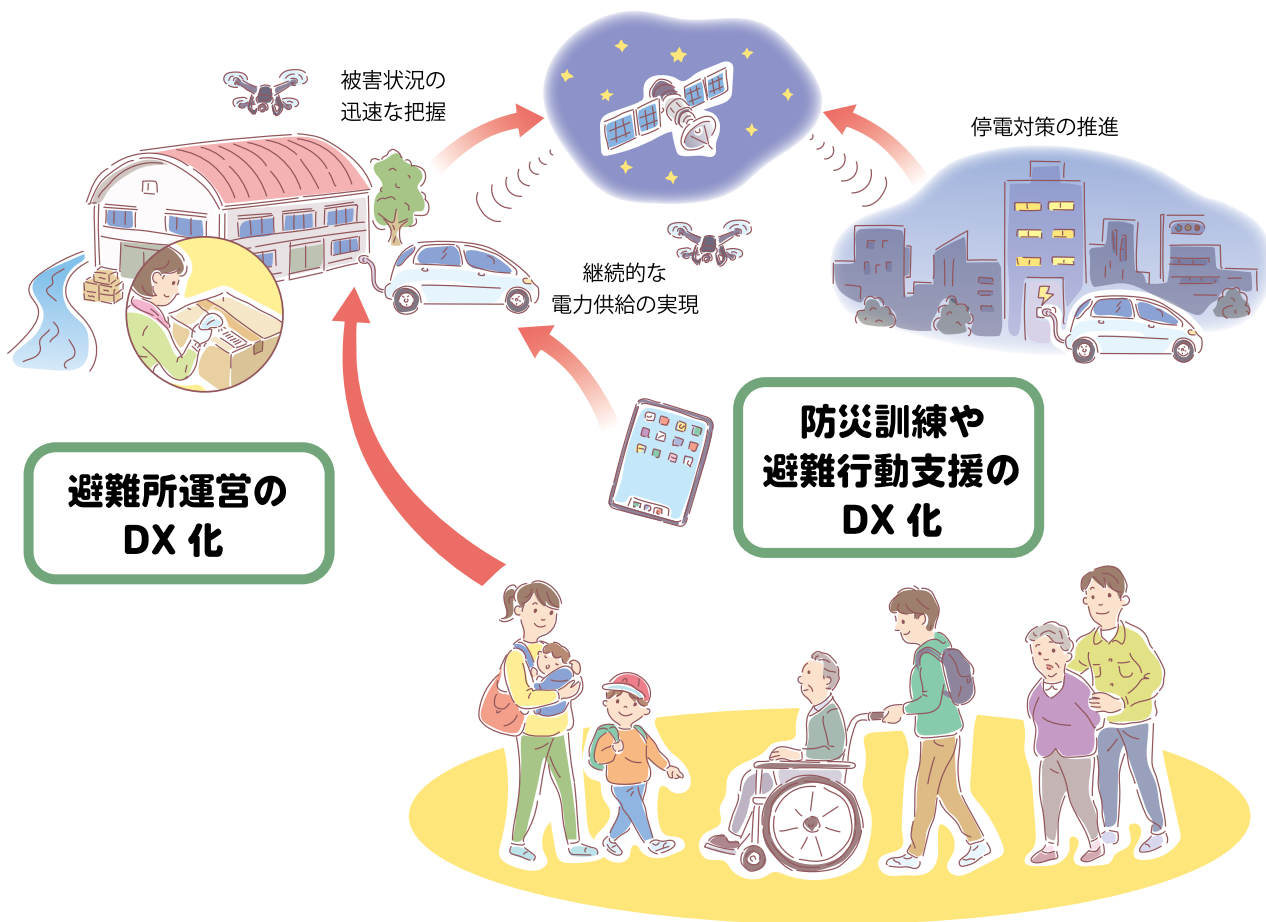 被害状況の
迅速な把握
停電対策の推進
継続的な
電力供給の実現
防災訓練や
避難行動支援の
DX 化
避難所運営の
DX 化